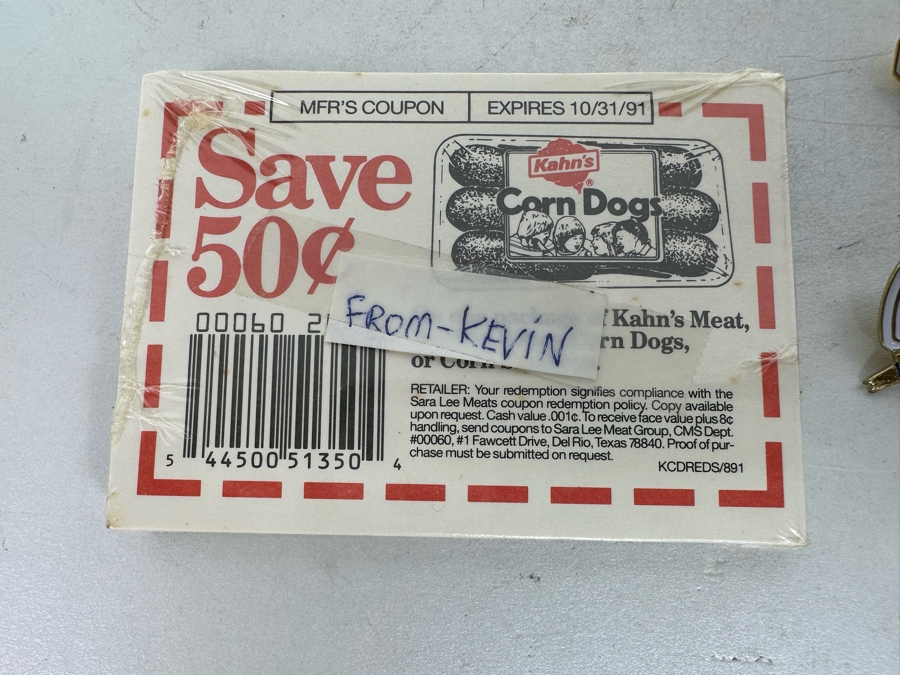 MFR'S COUPON EXPIRES 10/31/91
Save
50¢
Kahn's
®
Corn Dogs
FROM-KEVIN
Kahn's Meat,
rn Dogs,
or Corn
00060 2
5 44500 51350 4
RETAILER: Your redemption signifies compliance with the
Sara Lee Meats coupon redemption policy. Copy available
upon request. Cash value .001¢. To receive face value plus 8¢
handling, send coupons to Sara Lee Meat Group, CMS Dept.
#00060, #1 Fawcett Drive, Del Rio, Texas 78840. Proof of pur-
chase must be submitted on request.
KCDREDS/891